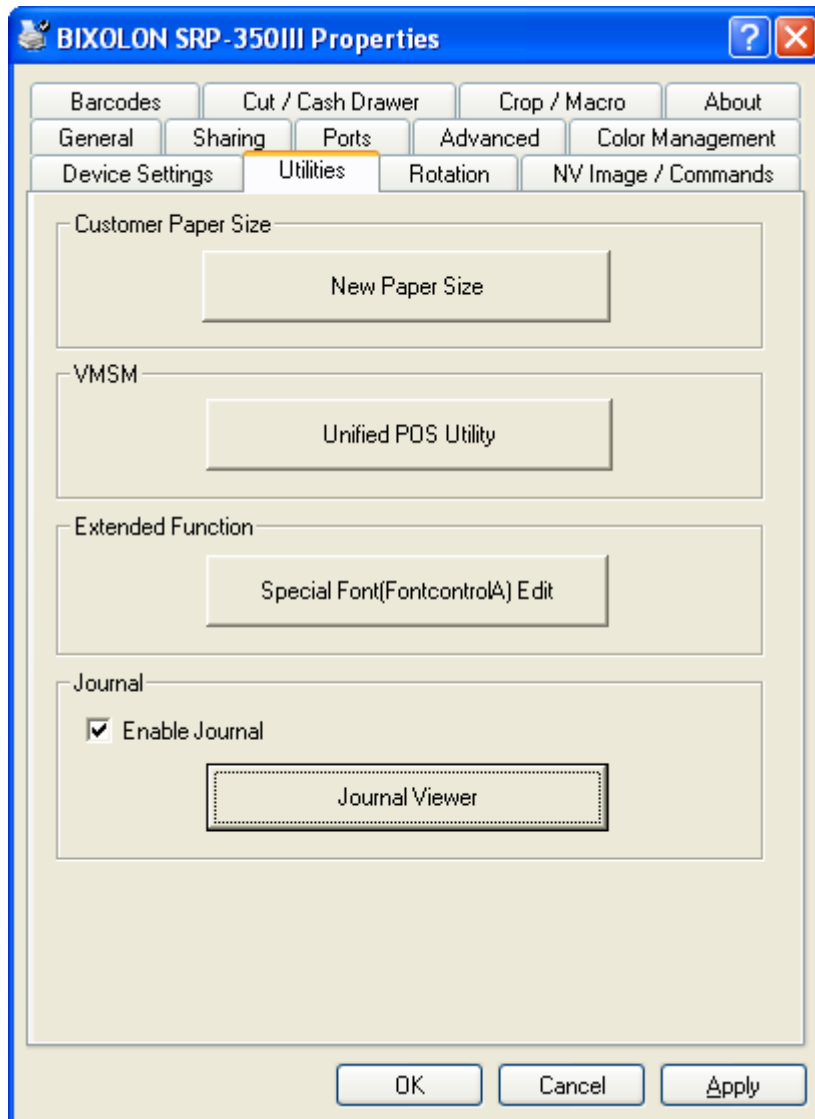 BIXOLON SRP-350III Properties
Barcodes Cut / Cash Drawer Crop / Macro About
General Sharing Ports Advanced Color Management
Device Settings Utilities Rotation NV Image / Commands
Customer Paper Size
New Paper Size
VMSM
Unified POS Utility
Extended Function
Special Font(FontcontrolA) Edit
Journal
Enable Journal
Journal Viewer
OK Cancel Apply